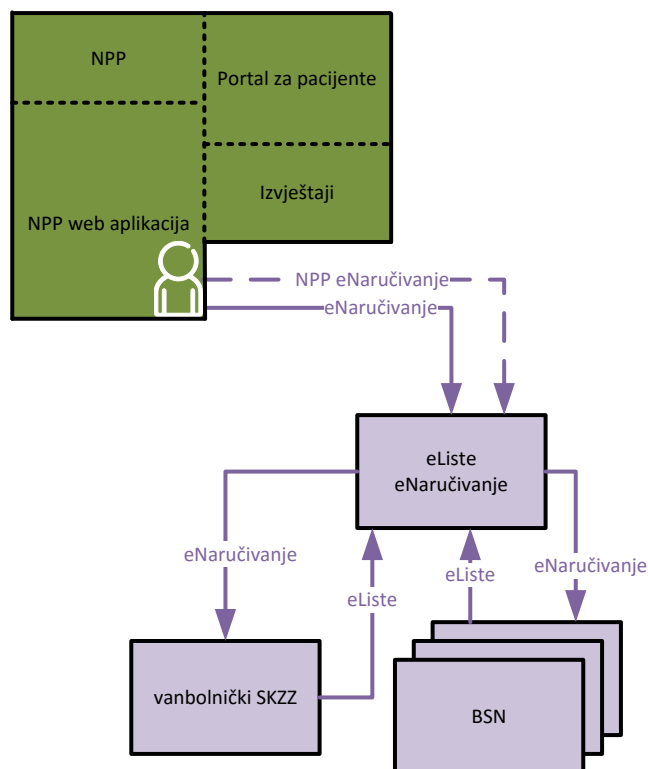 NPP
Portal za pacijente
Izvještaji
NPP web aplikacija
NPP eNaručivanje
eNaručivanje
eListe
eNaručivanje
eNaručivanje
eListe
eListe
eNaručivanje
vanbolnički SKZZ
BSN